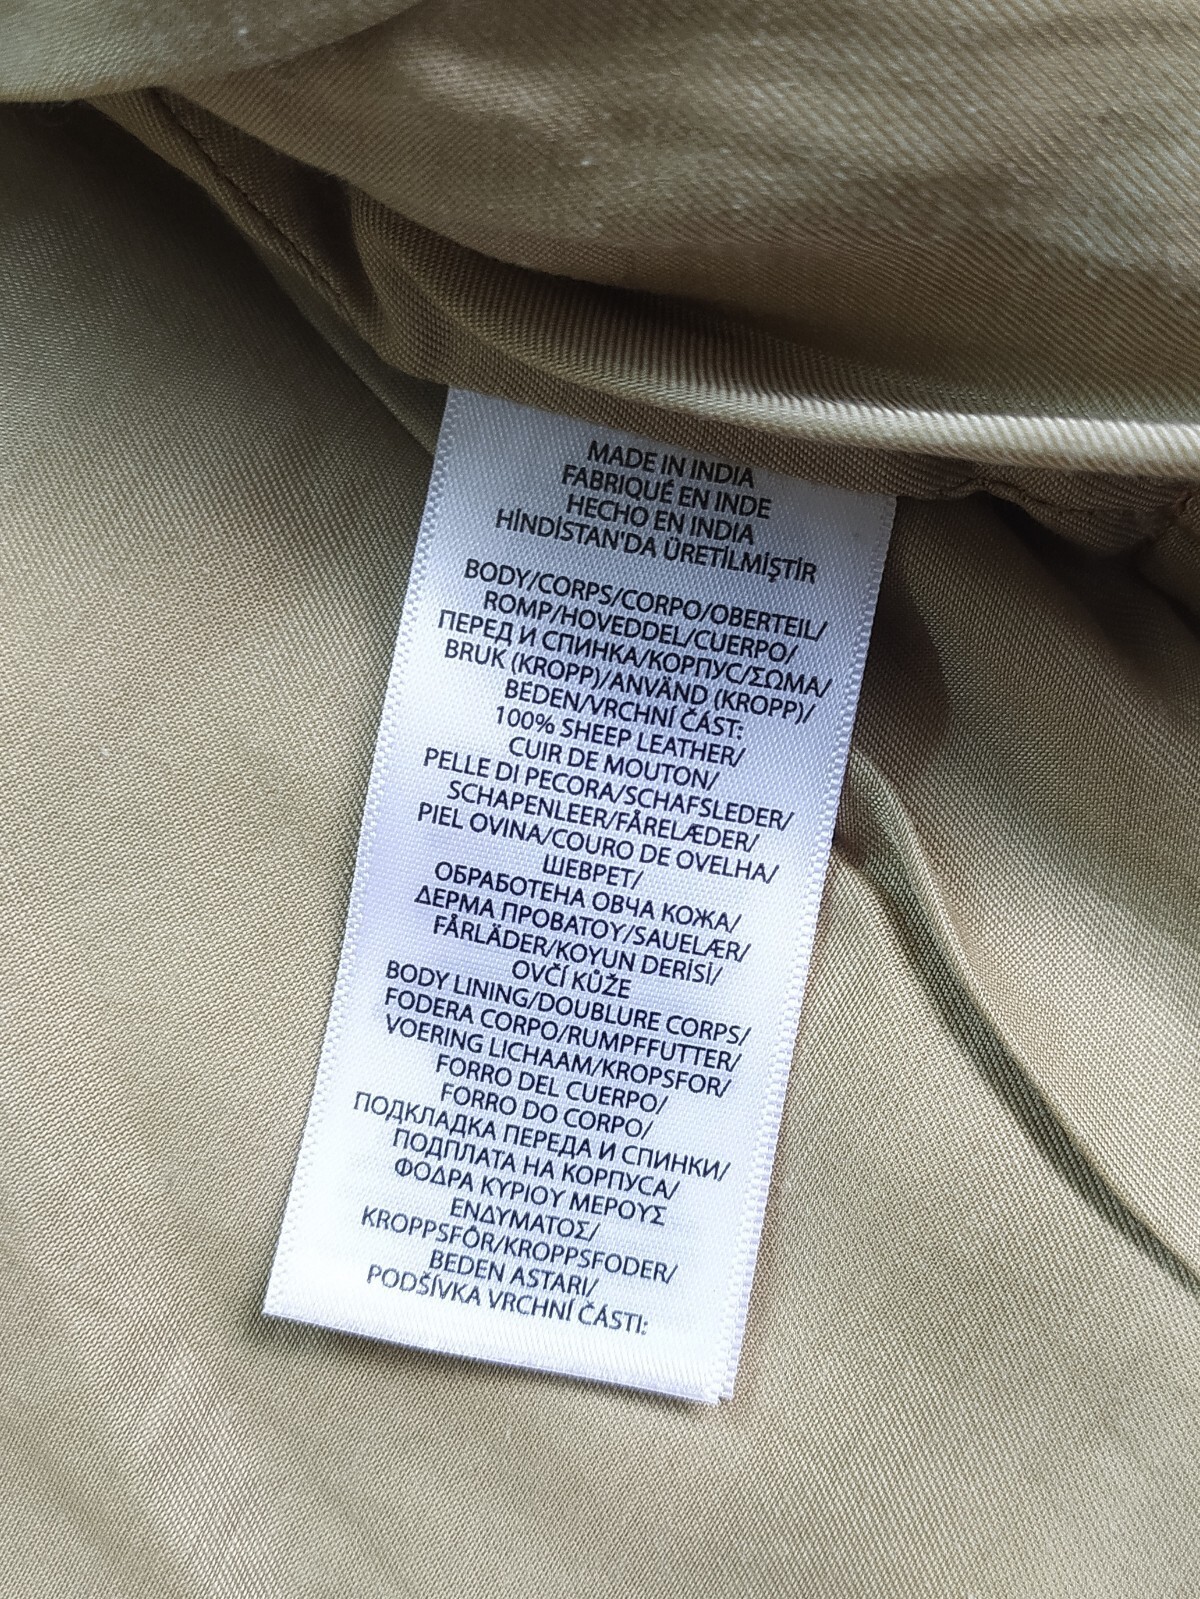 MADE IN INDIA
FABRIQUÉ EN INDE
HECHO EN INDIA
HİNDİSTAN'DA ÜRETİLMİŞTİR
BODY/CORPS/CORPO/OBERTEIL/
ROMP/HOVEDDEL/CUERPO/
ПЕРЕД И СПИНКА/КОРПУС/ΣΩΜΑ/
BRUK (KROPP)/ANVÄND (KROPP)/
BEDEN/VRCHNÍ ČÁST:
100% SHEEP LEATHER/
CUIR DE MOUTON/
PELLE DI PECORA/SCHAFSLEDER/
SCHAPENLEER/FÅRELÆDER/
PIEL OVINA/COURO DE OVELHA/
ШЕВРЕТ/
ОБРАБОТЕНА ОВЧА КОЖА/
ΔΕΡΜΑ ΠΡΟΒΑΤΟΥ/SAUELÆR/
FÅRLÄDER/KOYUN DERİSİ/
OVČÍ KŮŽE
BODY LINING/DOUBLURE CORPS/
FODERA CORPO/RUMPFFUTTER/
VOERING LICHAAM/KROPSFOR/
FORRO DEL CUERPO/
FORRO DO CORPO/
ПОДКЛАДКА ПЕРЕДА И СПИНКИ/
ПОДПЛАТА НА КОРПУСА/
ΦΟΔΡΑ ΚΥΡΙΟΥ ΜΕΡΟΥΣ
ΕΝΔΥΜΑΤΟΣ/
KROPPSFÔR/KROPPSFODER/
BEDEN ASTARI/
PODŠÍVKA VRCHNÍ ČÁSTI: